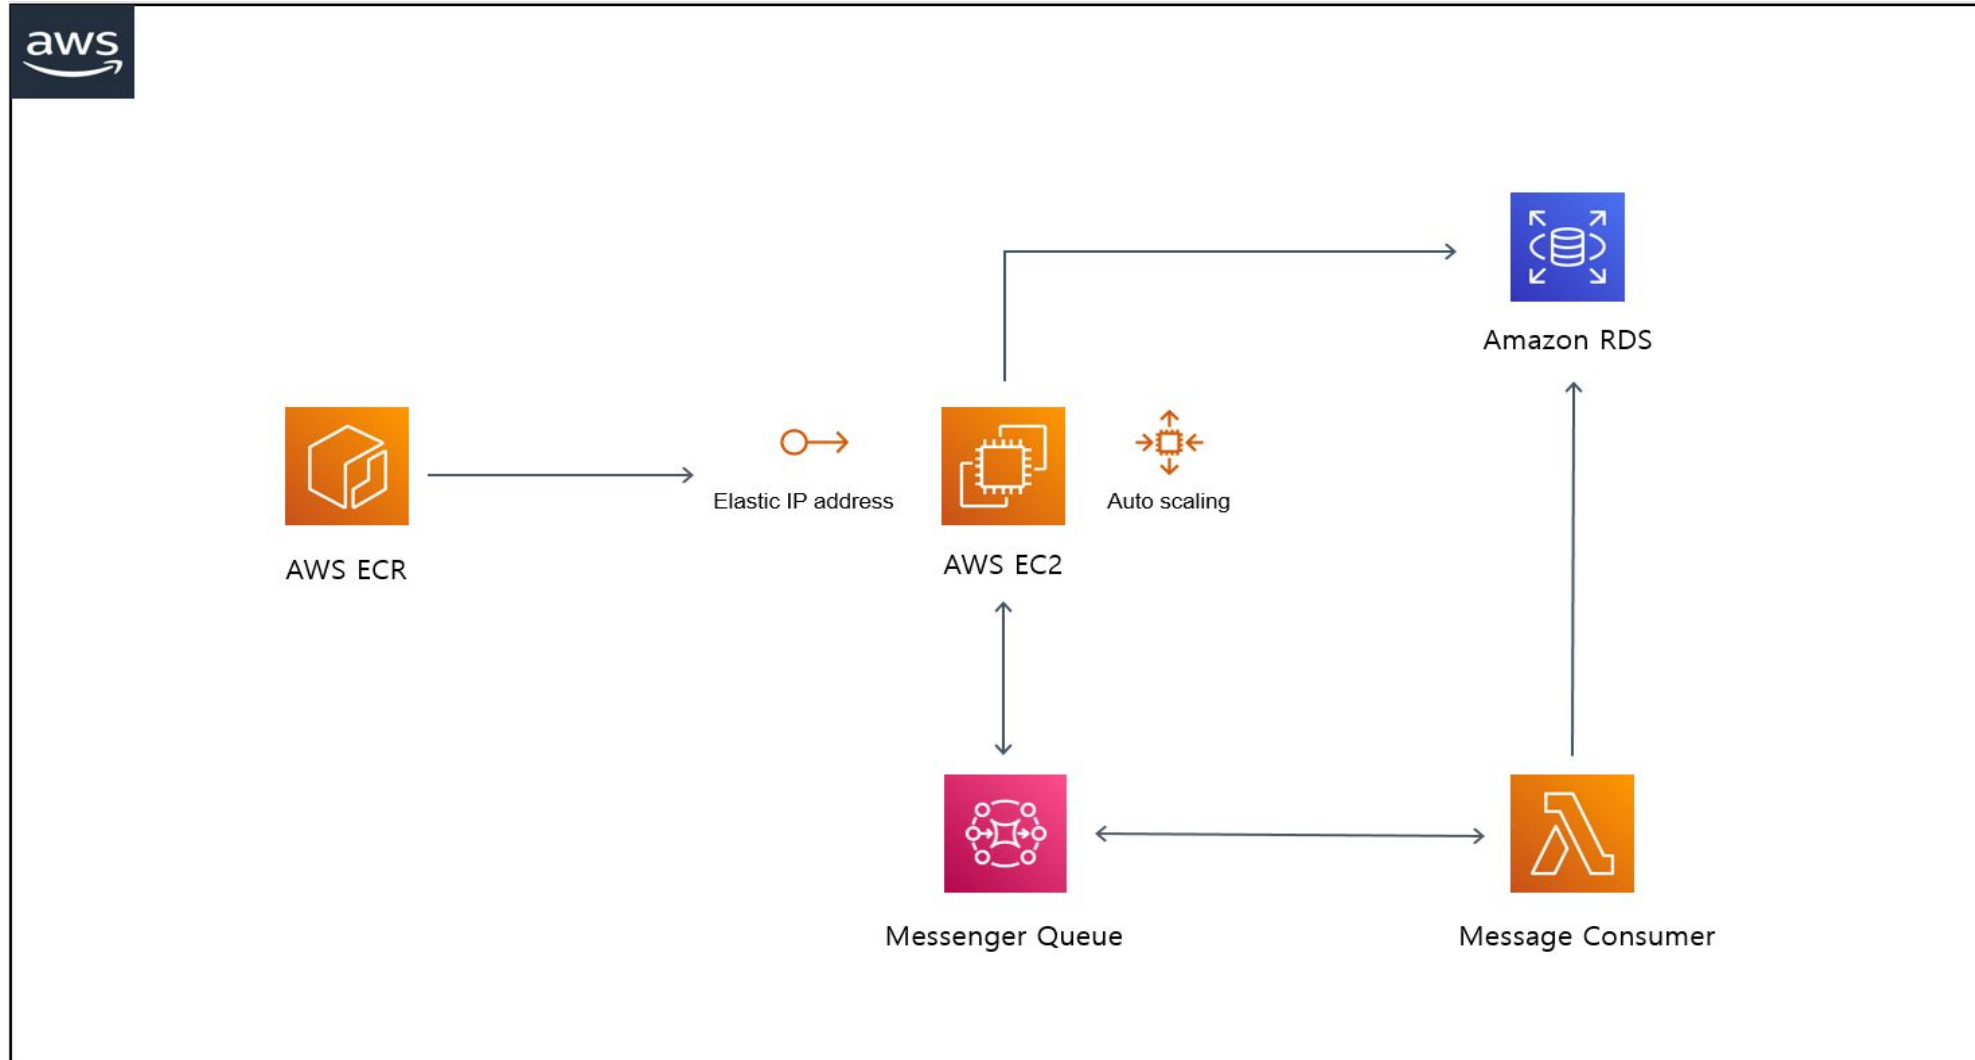 aws
Amazon RDS
Elastic IP address
Auto scaling
AWS ECR
AWS EC2
Messenger Queue
Message Consumer